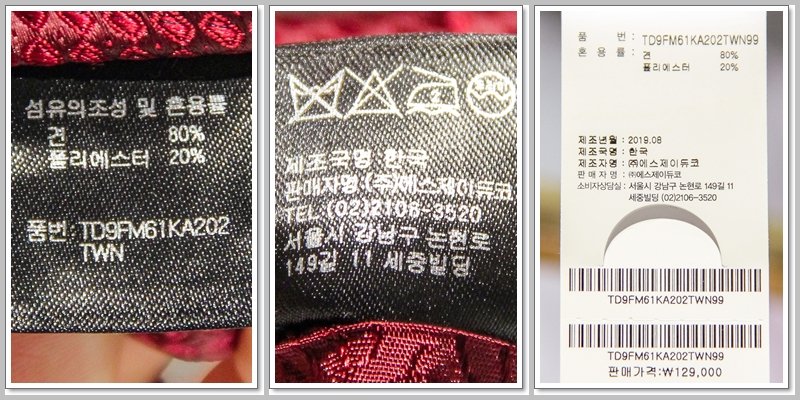 섬유의조성 및 혼용률
견 80%
폴리에스터 20%
품번:TD9FM61KA202
TWN
제조국명:한국
판매자명:(주)에스제이듀코
TEL.(02)2106-3520
서울시 강남구 논현로
149길 11 세중빌딩
품 번: TD9FM61KA202TWN99
혼 용 률: 견 80%
폴리에스터 20%
제조년월 : 2019.08
제조국명 : 한국
제조자명 : ㈜에스제이듀코
판 매 자 명 : ㈜에스제이듀코
소비자상담실 : 서울시 강남구 논현로 149길 11
세중빌딩 (02)2106-3520
TD9FM61KA202TWN99
TD9FM61KA202TWN99
판매가격:₩129,000